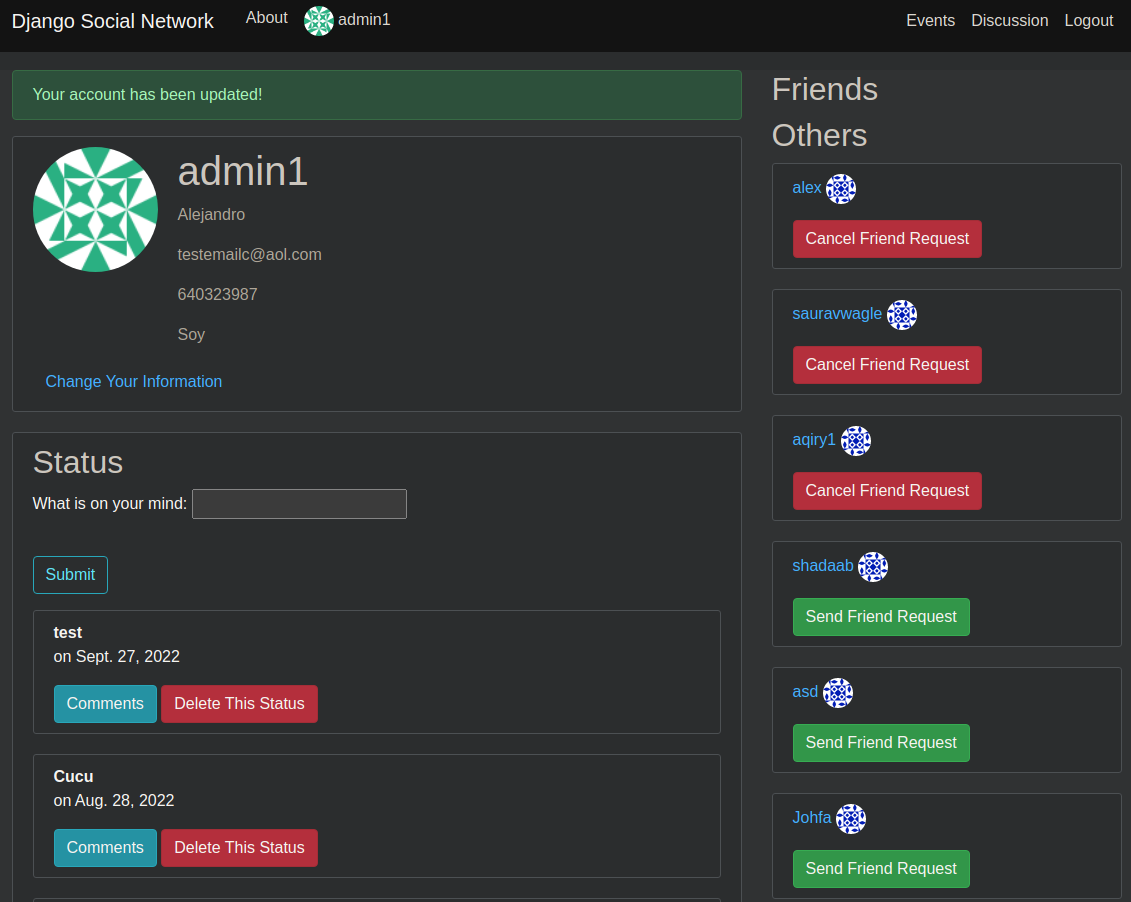 Django Social Network About admin1 Events Discussion Logout
Your account has been updated!
admin1
Alejandro
testemailc@aol.com
640323987
Soy
Change Your Information
Status
What is on your mind:
Submit
test
on Sept. 27, 2022
Comments Delete This Status
Cucu
on Aug. 28, 2022
Comments Delete This Status
Friends
Others
alex
Cancel Friend Request
sauravwagle
Cancel Friend Request
aqiry1
Cancel Friend Request
shadaab
Send Friend Request
asd
Send Friend Request
Johfa
Send Friend Request